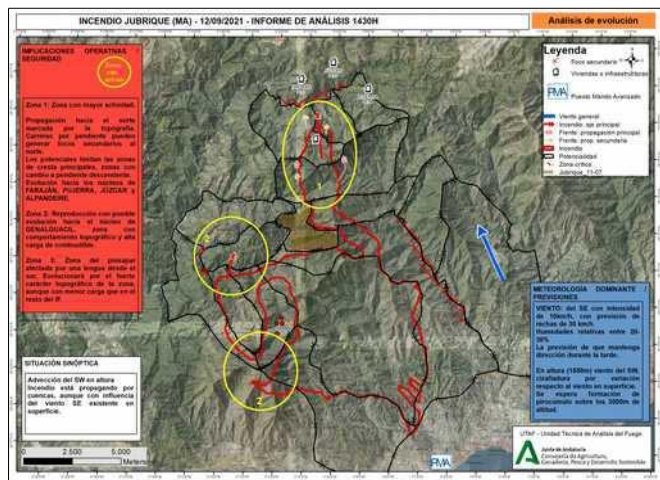 INCENDIO JUBRIQUE (MA) - 12/09/2021 - INFORME DE ANÁLISIS 1430H
Análisis de evolución
IMPLICACIONES OPERATIVAS Y
SEGURIDAD
Zona 1: Zona con mayor actividad.
Propagación hacia el norte
marcada por la topografía.
Carreras por pendiente pueden
generar focos secundarios al
norte.
Los potenciales limitan las zonas
de cresta principales, zonas con
cambio a pendiente descendente.
Evolución hacia los núcleos de
FARAJÁN, PUJERRA, JÚZCAR y
ALPANDEIRE.
Zona 2: Reproducción con posible
evolución hacia el núcleo de
GENALGUACIL, zona con
comportamiento topográfico y alta
carga de combustible.
Zona 3: Zona del pinsapar
afectada por una lengua desde el
sur. Evolucionará por el fuerte
carácter topográfico de la zona,
aunque con menor carga que en el
resto del IF.
SITUACIÓN SINÓPTICA
Advección del SW en altura
Incendio está propagando por
cuencas, aunque con influencia
del viento SE existente en
superficie.
0 2.500 5.000
Meters
1
2
Leyenda
Foco secundario
Viviendas o infraestructuras
PMA Puesto Mando Avanzado
Viento general
Incendio: eje principal
Frente: propagación principal
Frente: prop. secundaria
Incendio
Potencialidad
Zona crítica
Jubrique_11-07
METEOROLOGÍA DOMINANTE /
PREVISIONES
VIENTO: del SE con intensidad
de 10km/h, con previsión de
rachas de 30 km/h.
Humedades relativas entre 20-
30%.
La previsión de que mantenga
dirección durante la tarde.
En altura (1500m) viento del SW,
cizalladura por variación
respecto al viento en superficie.
Se espera formación de
pirocúmulo sobre los 3000m de
altitud.
UTAF - Unidad Técnica de Análisis del Fuego
Junta de Andalucía
Consejería de Agricultura,
Ganadería, Pesca y Desarrollo Sostenible
PMA